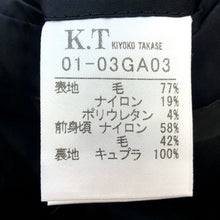 K.T KIYOKO TAKASE
01-03GA03
表地 毛 77%
ナイロン 19%
ポリウレタン 4%
前身頃 ナイロン 58%
毛 42%
裏地 キュプラ 100%